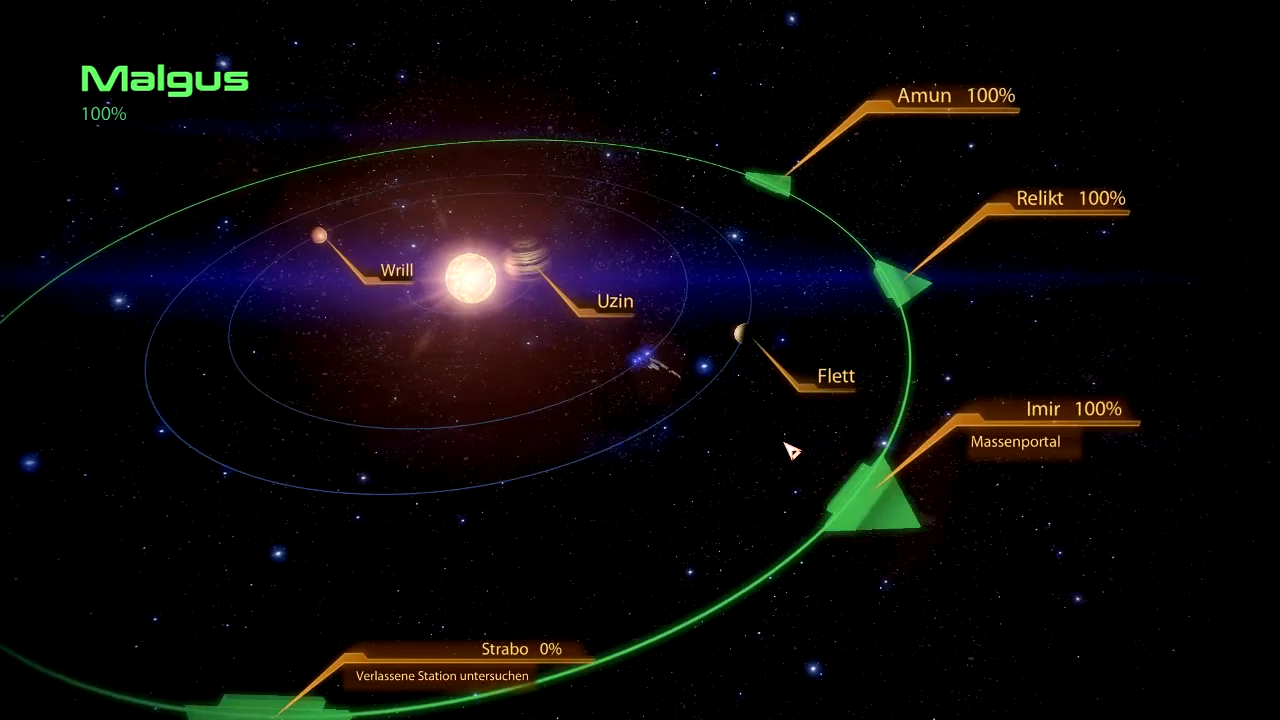 Malgus
100%
Amun 100%
Relikt 100%
Wrill
Uzin
Flett
Imir 100%
Massenportal
Strabo 0%
Verlassene Station untersuchen